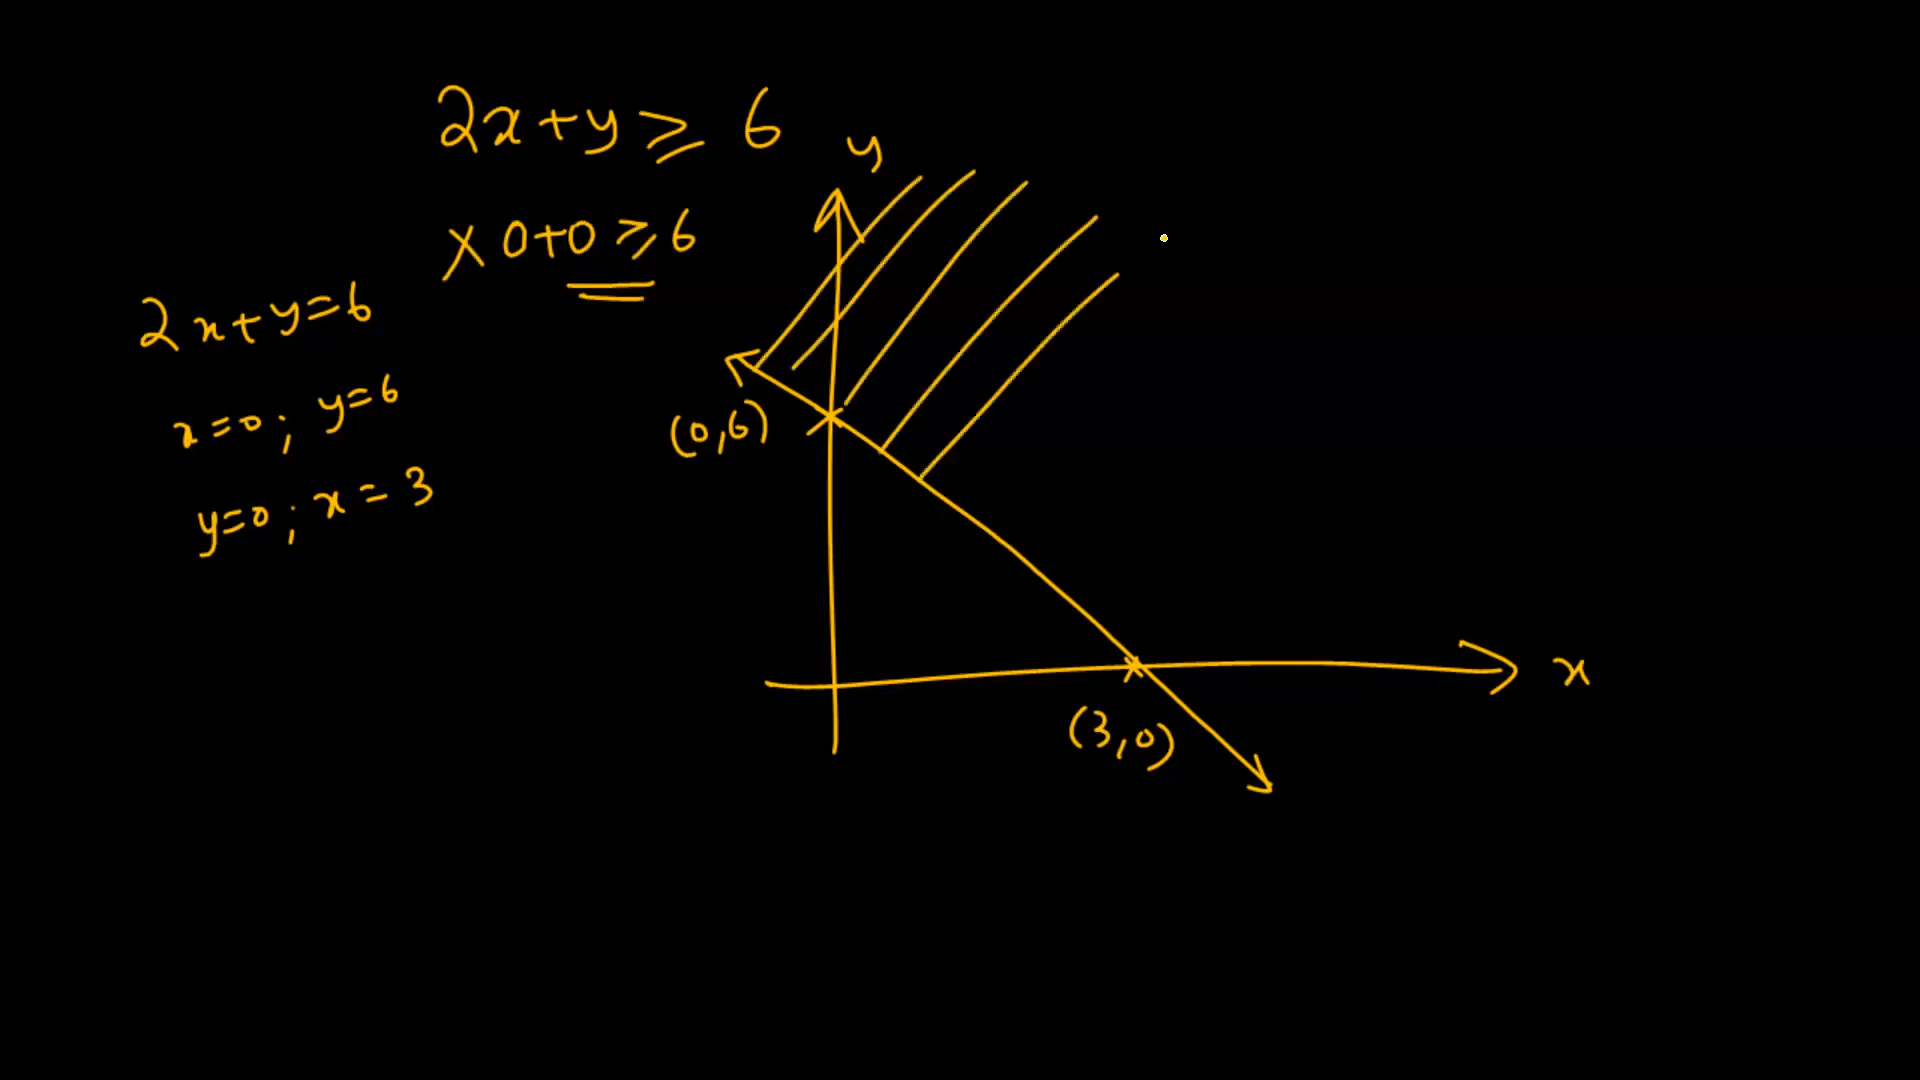 2x+y ≥ 6
X 0+0 ≥ 6
2x+y=6
x=0; y=6
y=0; x=3
y
(0,6)
(3,0)
x